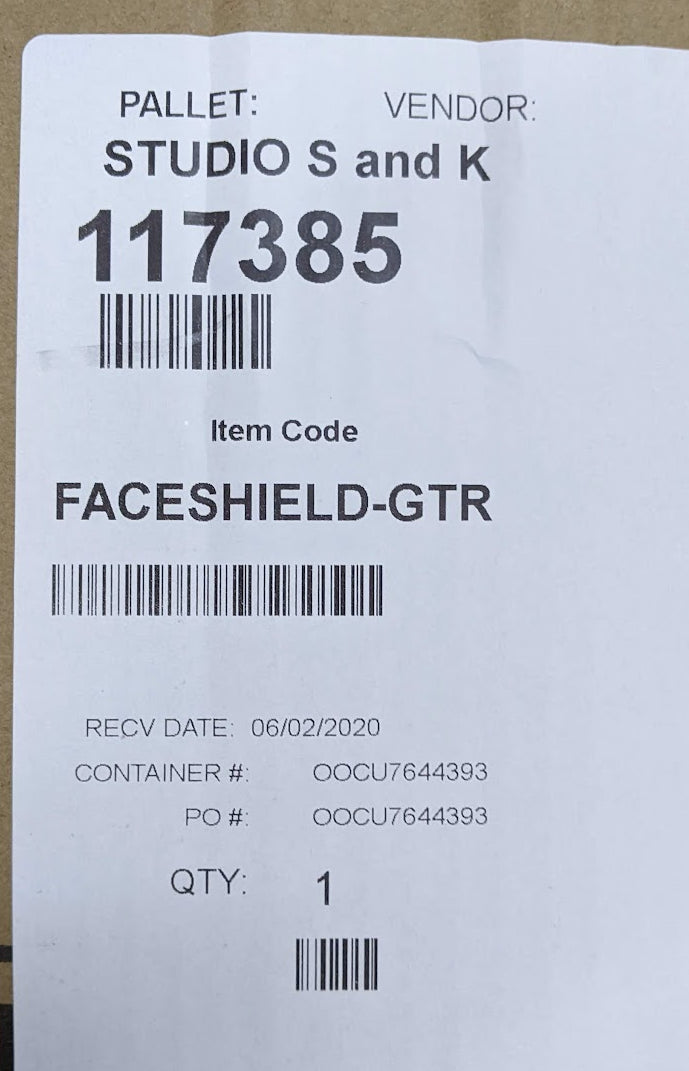 PALLET: VENDOR:
STUDIO S and K
117385
Item Code
FACESHIELD-GTR
RECV DATE: 06/02/2020
CONTAINER #: OOCU7644393
PO #: OOCU7644393
QTY: 1